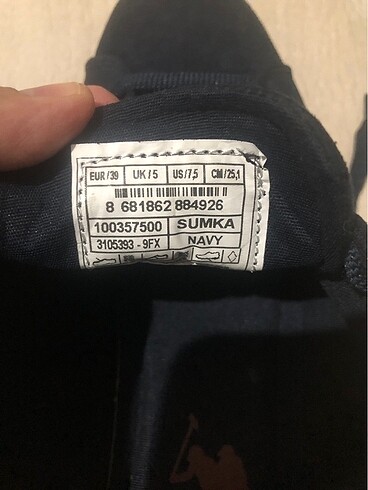 EUR/39 UK/5 US/7,5 CM/25,1
8 681862 884926
100357500 SUMKA
3105393-9FX NAVY